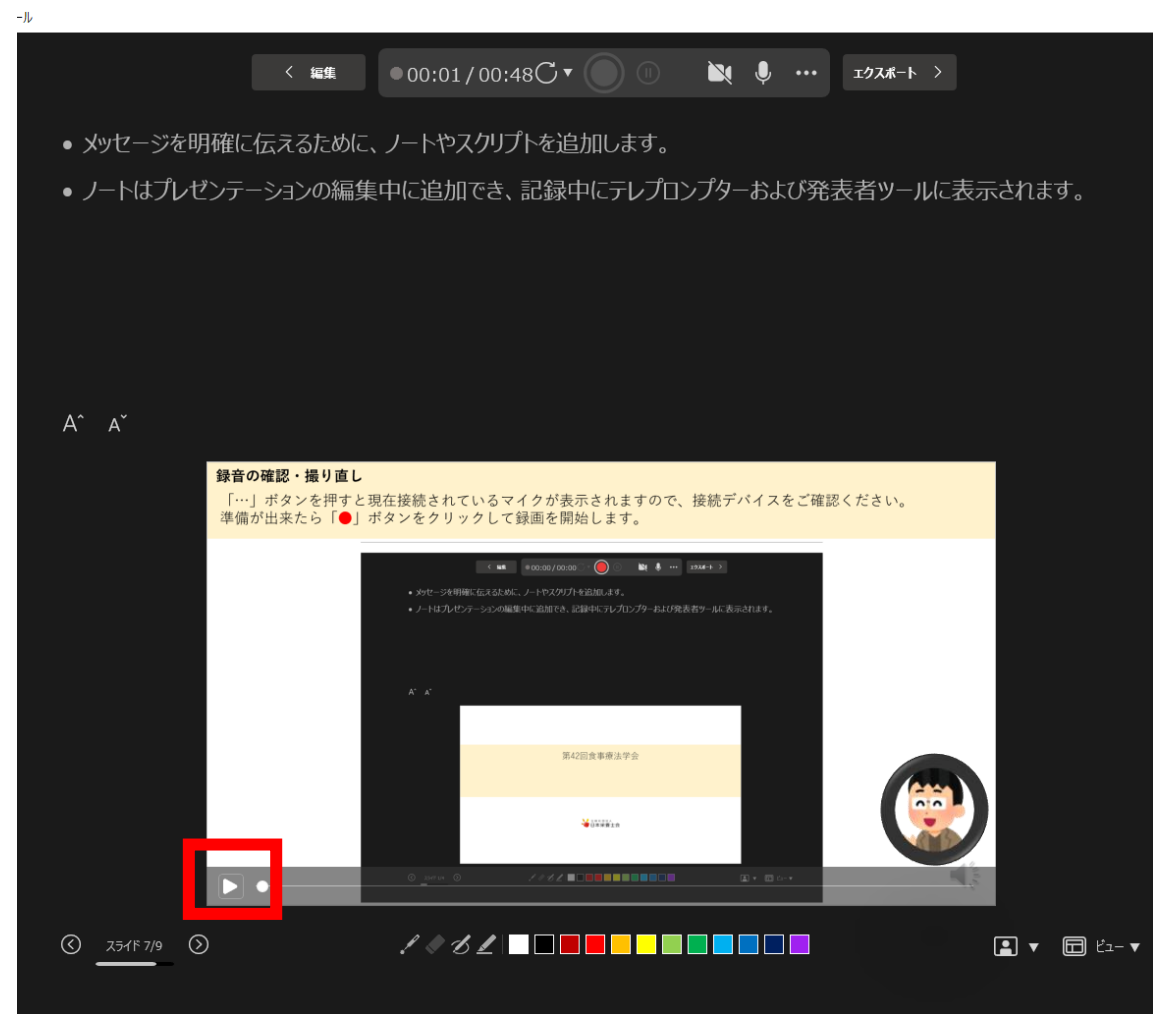 ール
編集
00:01 / 00:48
エクスポート
• メッセージを明確に伝えるために、ノートやスクリプトを追加します。
• ノートはプレゼンテーションの編集中に追加でき、記録中にテレプロンプターおよび発表者ツールに表示されます。
A A
録音の確認・撮り直し
「…」ボタンを押すと現在接続されているマイクが表示されますので、接続デバイスをご確認ください。
準備が出来たら「●」ボタンをクリックして録画を開始します。
編集
00:00 / 00:00
エクスポート
• メッセージを明確に伝えるために、ノートやスクリプトを追加します。
• ノートはプレゼンテーションの編集中に追加でき、記録中にテレプロンプターおよび発表者ツールに表示されます。
A A
第42回食事療法学会
日本栄養士会
ビュー
スライド 7/9
ビュー